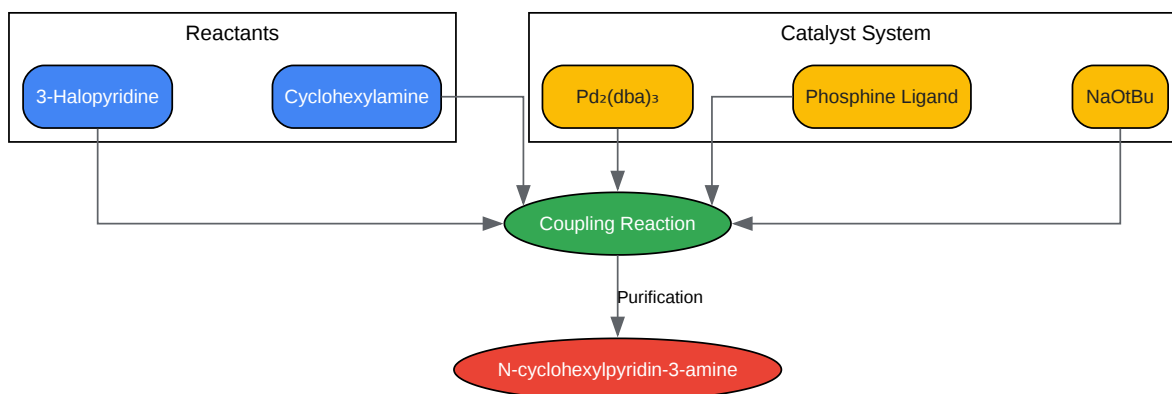 Reactants
Catalyst System
3-Halopyridine
Cyclohexylamine
Pd₂(dba)₃
Phosphine Ligand
NaOtBu
Coupling Reaction
Purification
N-cyclohexylpyridin-3-amine